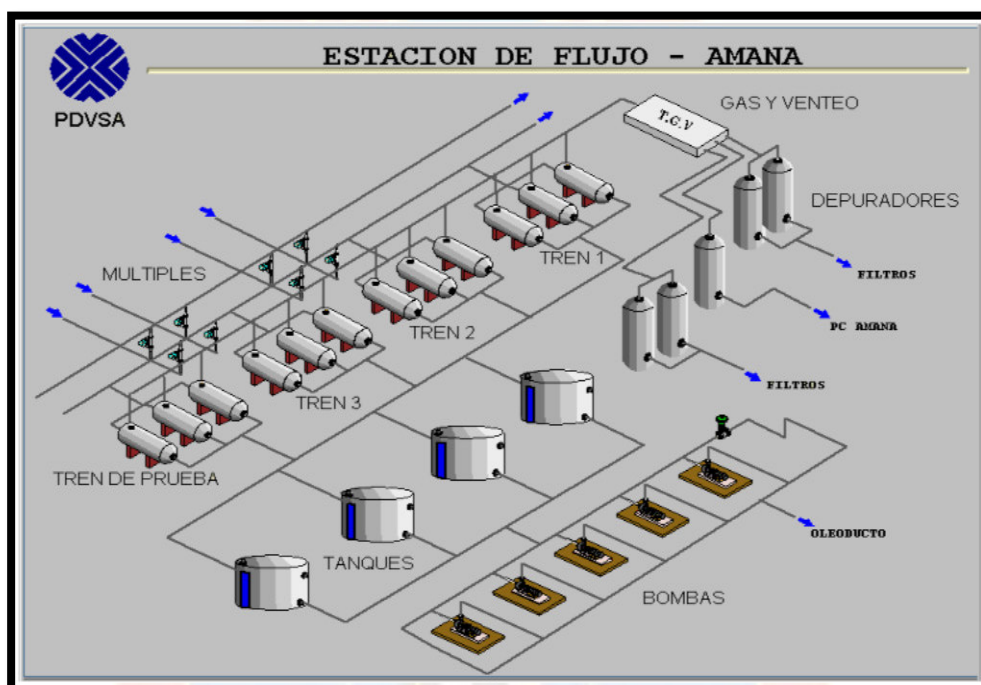 ESTACION DE FLUJO - AMANA
PDVSA
GAS Y VENTEO
T.G.V
DEPURADORES
TREN 1
MULTIPLES
FILTROS
TREN 2
PC AMANA
FILTROS
TREN 3
TREN DE PRUEBA
OLEODUCTO
TANQUES
BOMBAS